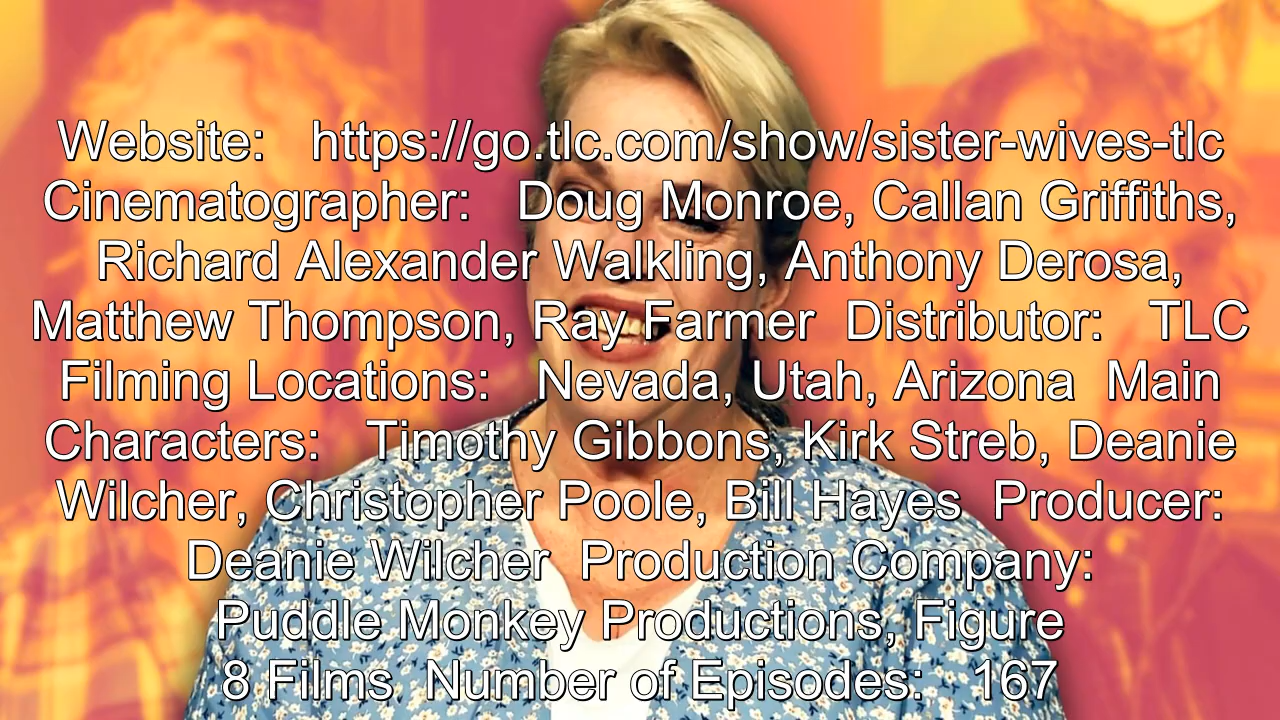 Website: https://go.tlc.com/show/sister-wives-tlc
Cinematographer: Doug Monroe, Callan Griffiths,
Richard Alexander Walkling, Anthony Derosa,
Matthew Thompson, Ray Farmer Distributor: TLC
Filming Locations: Nevada, Utah, Arizona Main
Characters: Timothy Gibbons, Kirk Streb, Deanie
Wilcher, Christopher Poole, Bill Hayes Producer:
Deanie Wilcher Production Company:
Puddle Monkey Productions, Figure
8 Films Number of Episodes: 167